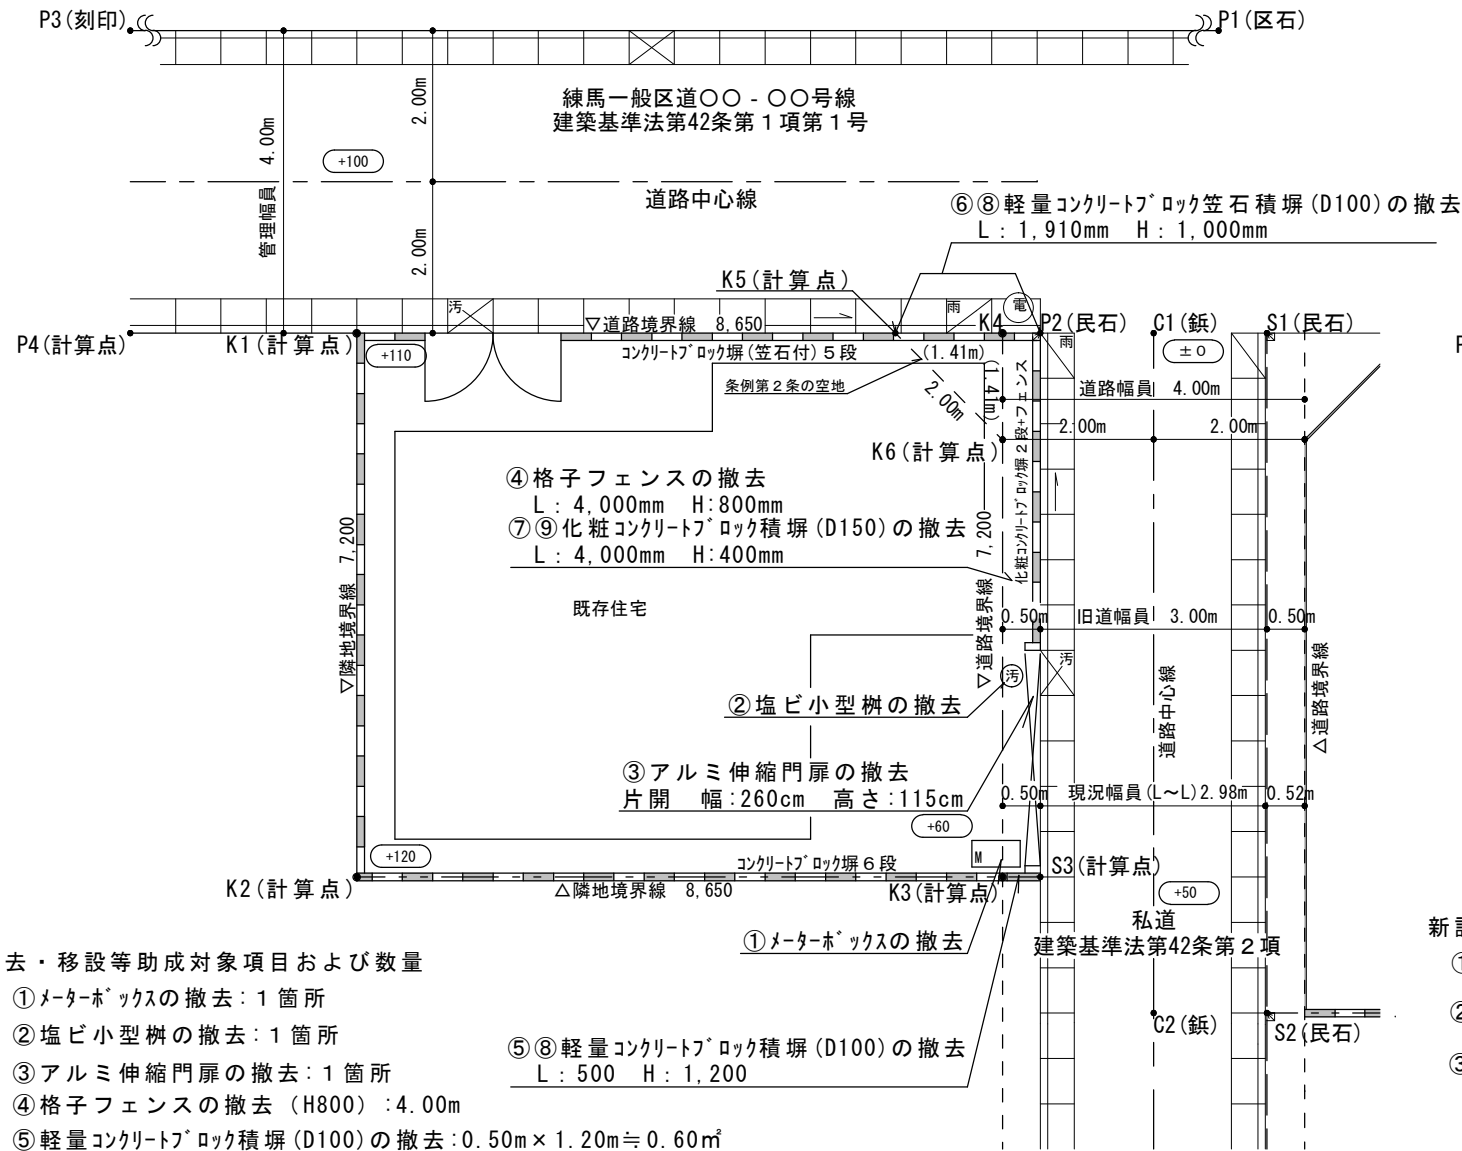 P3(刻印)
P1(区石)
練馬一般区道〇〇 - 〇〇号線
建築基準法第42条第1項第1号
管理幅員 4.00m
2.00m
+100
道路中心線
2.00m
⑥⑧軽量コンクリートブロック笠石積塀(D100)の撤去
L : 1,910mm H : 1,000mm
K5(計算点)
汚
雨
電
P4(計算点)
K1(計算点)
▽道路境界線 8,650
K4
P2(民石)
C1(鋲)
S1(民石)
P
+110
コンクリートブロック塀(笠石付)5段
(1.41m)
雨
±0
条例第2条の空地
2.00m
(1.41m)
化粧コンクリートブロック塀2段+フェンス
道路幅員 4.00m
2.00m
2.00m
K6(計算点)
④格子フェンスの撤去
L : 4,000mm H:800mm
⑦⑨化粧コンクリートブロック積塀(D150)の撤去
L : 4,000mm H:400mm
▽隣地境界線 7,200
▽道路境界線 7,200
既存住宅
0.50m
旧道幅員 3.00m
0.50m
汚
汚
△道路境界線
道路中心線
②塩ビ小型桝の撤去
③アルミ伸縮門扉の撤去
片開 幅:260cm 高さ:115cm
0.50m
現況幅員(L～L)2.98m
0.52m
+60
M
+120
コンクリートブロック塀6段
K2(計算点)
△隣地境界線 8,650
K3(計算点)
S3(計算点)
+50
私道
建築基準法第42条第2項
①メーターボックスの撤去
C2(鋲)
S2(民石)
⑤⑧軽量コンクリートブロック積塀(D100)の撤去
L : 500 H : 1,200
去・移設等助成対象項目および数量
①メーターボックスの撤去:1箇所
②塩ビ小型桝の撤去:1箇所
③アルミ伸縮門扉の撤去:1箇所
④格子フェンスの撤去 (H800) :4.00m
⑤軽量コンクリートブロック積塀(D100)の撤去:0.50m×1.20m≒0.60㎡
新
①
②
③